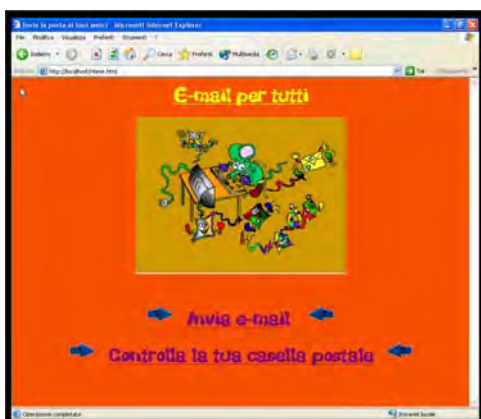 Invia la posta ai tuoi amici - Microsoft Internet Explorer
File Modifica Visualizza Preferiti Strumenti ?
Indietro Cerca Preferiti Multimedia
http://localhost/Home.html Vai
E-mail per tutti
Invia e-mail
Controlla la tua casella postale
Operazione completata Intranet locale